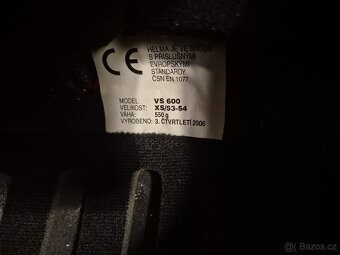 CE
HELMA JE VE SHODĚ
S PŘÍSLUŠNÝMI
EVROPSKÝMI
STANDARDY
ČSN EN 1077.
MODEL: VS 600
VELIKOST: XS/53-54
VÁHA: 550 g
VYROBENO: 3. ČTVRTLETÍ 2006
Bazos.cz